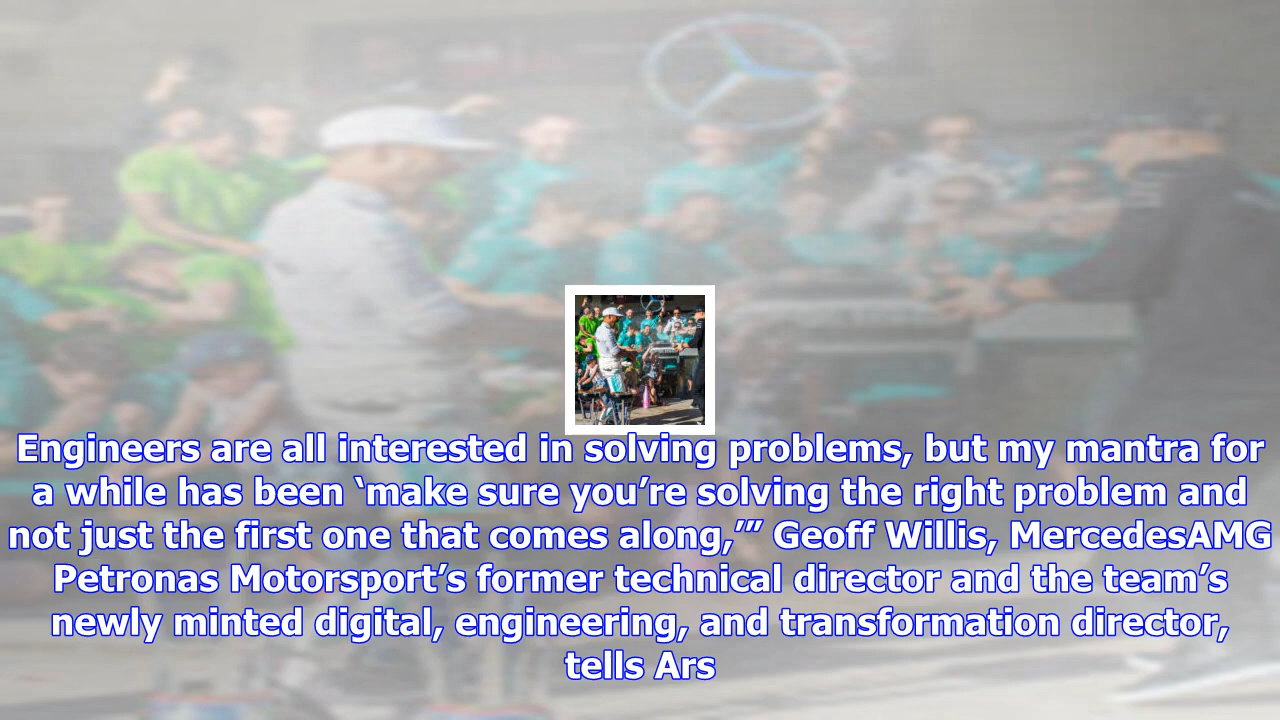 Engineers are all interested in solving problems, but my mantra for
a while has been ‘make sure you’re solving the right problem and
not just the first one that comes along,’” Geoff Willis, MercedesAMG
Petronas Motorsport’s former technical director and the team’s
newly minted digital, engineering, and transformation director,
tells Ars